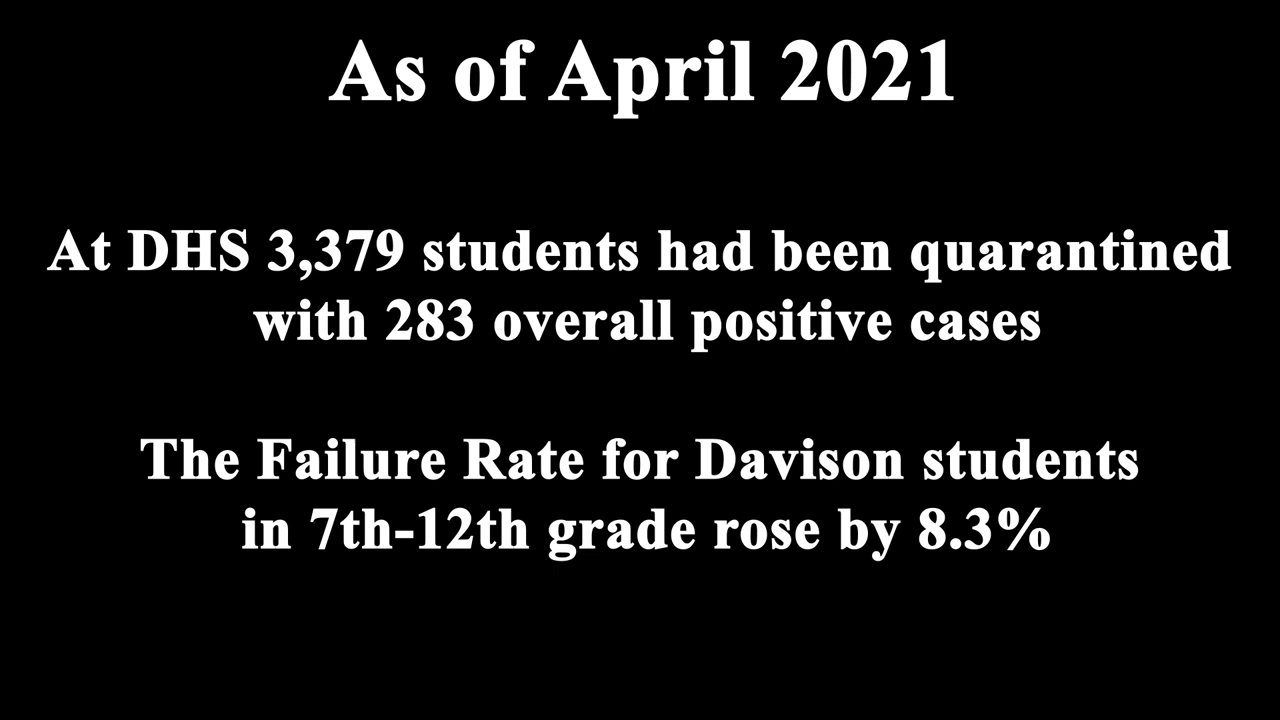 As of April 2021
At DHS 3,379 students had been quarantined
with 283 overall positive cases
The Failure Rate for Davison students
in 7th-12th grade rose by 8.3%